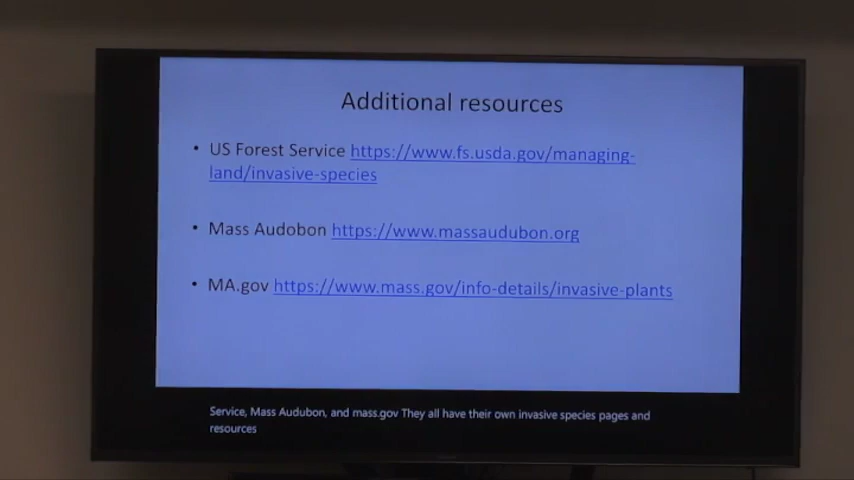 Additional resources
• US Forest Service https://www.fs.usda.gov/managing-
land/invasive-species
• Mass Audobon https://www.massaudubon.org
• MA.gov https://www.mass.gov/info-details/invasive-plants
Service, Mass Audubon, and mass.gov They all have their own invasive species pages and
resources